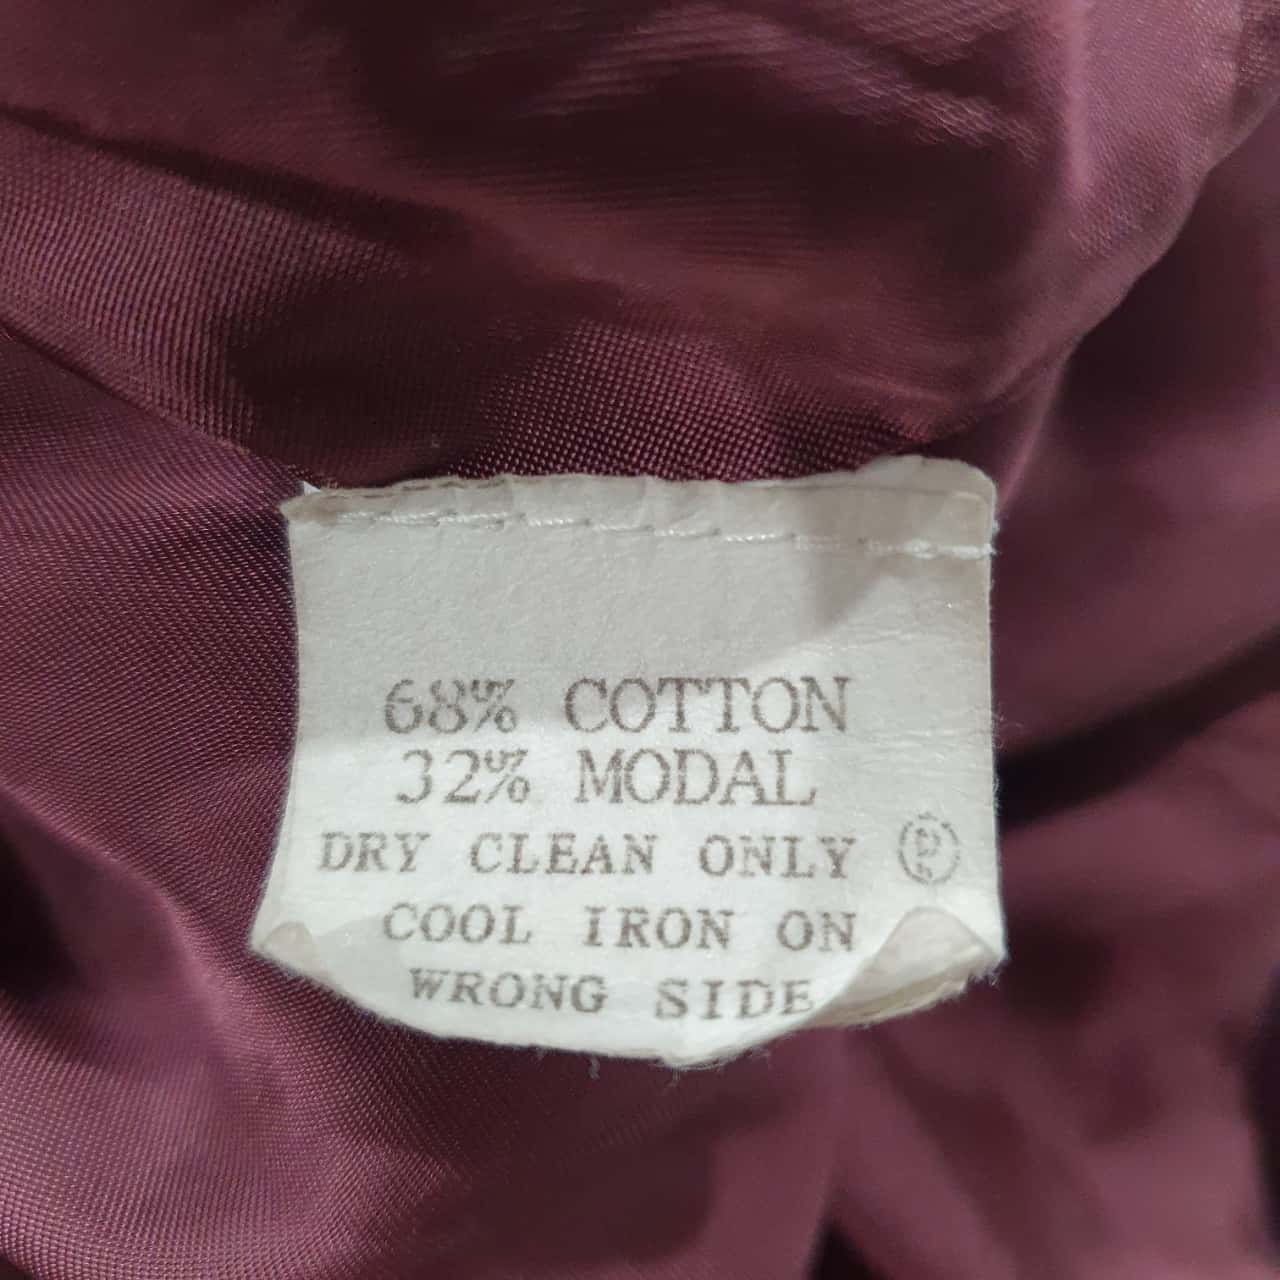 68% COTTON
32% MODAL
DRY CLEAN ONLY Ⓟ
COOL IRON ON
WRONG SIDE